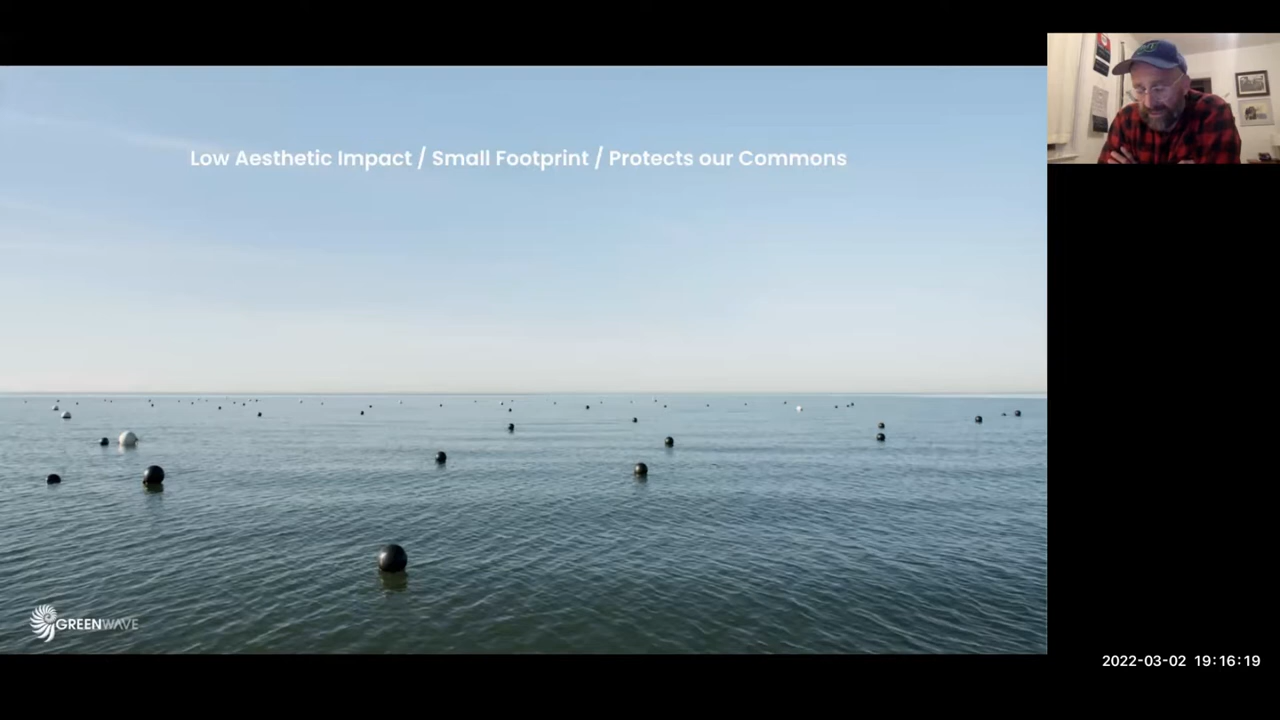 Low Aesthetic Impact / Small Footprint / Protects our Commons
GREENWAVE
2022-03-02 19:16:19